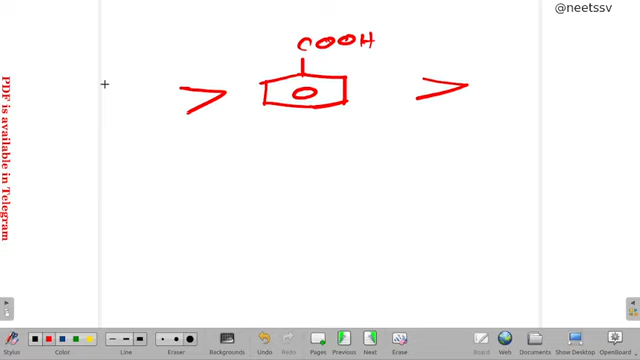 @neetssv
COOH
> >
PDF is available in Telegram
Color
Line
Eraser
Backgrounds
Undo
Redo
Pages
Previous
Next
Erase
Board
Web
Documents
Show Desktop
OpenBoard